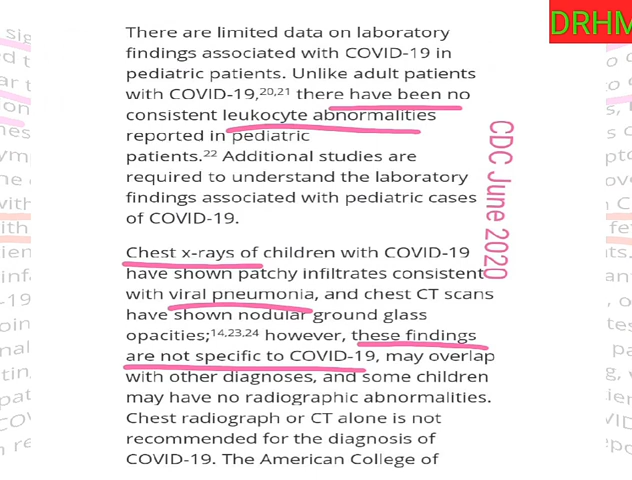 DRHM
There are limited data on laboratory
findings associated with COVID-19 in
pediatric patients. Unlike adult patients
with COVID-19,20,21 there have been no
consistent leukocyte abnormalities
reported in pediatric
patients.22 Additional studies are
required to understand the laboratory
findings associated with pediatric cases
of COVID-19.
Chest x-rays of children with COVID-19
have shown patchy infiltrates consistent
with viral pneumonia, and chest CT scans
have shown nodular ground glass
opacities;14,23,24 however, these findings
are not specific to COVID-19, may overlap
with other diagnoses, and some children
may have no radiographic abnormalities.
Chest radiograph or CT alone is not
recommended for the diagnosis of
COVID-19. The American College of
CDC June 2020